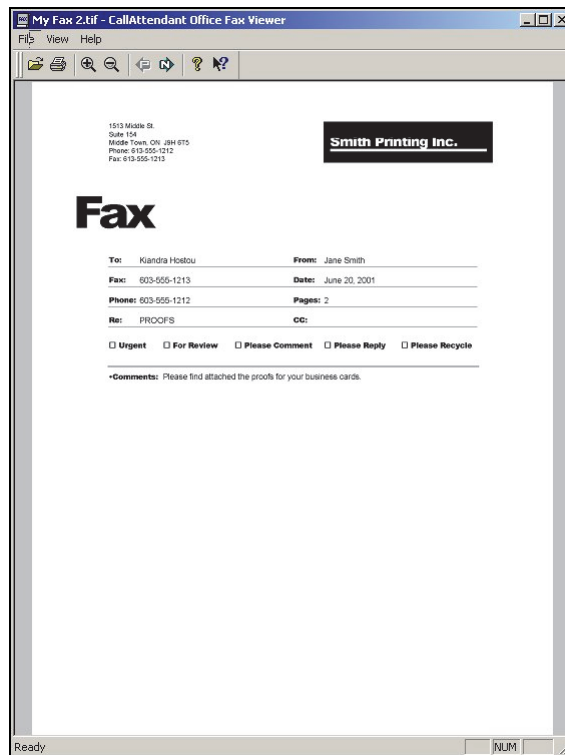 My Fax 2.tif - CallAttendant Office Fax Viewer
File View Help
1513 Middle St.
Suite 154
Middle Town, ON J9H 6T5
Phone: 613-555-1212
Fax: 613-555-1213
Smith Printing Inc.
Fax
To: Kiandra Hostou From: Jane Smith
Fax: 603-555-1213 Date: June 20, 2001
Phone: 603-555-1212 Pages: 2
Re: PROOFS CC:
☐ Urgent ☐ For Review ☐ Please Comment ☐ Please Reply ☐ Please Recycle
•Comments: Please find attached the proofs for your business cards.
Ready NUM